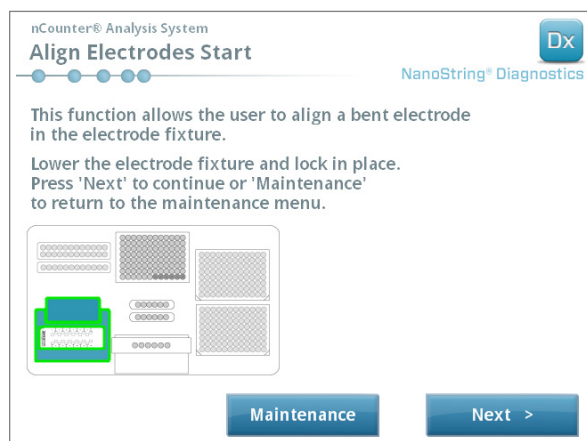 nCounter® Analysis System
Align Electrodes Start
Dx
NanoString® Diagnostics
This function allows the user to align a bent electrode
in the electrode fixture.
Lower the electrode fixture and lock in place.
Press 'Next' to continue or 'Maintenance'
to return to the maintenance menu.
Maintenance
Next >